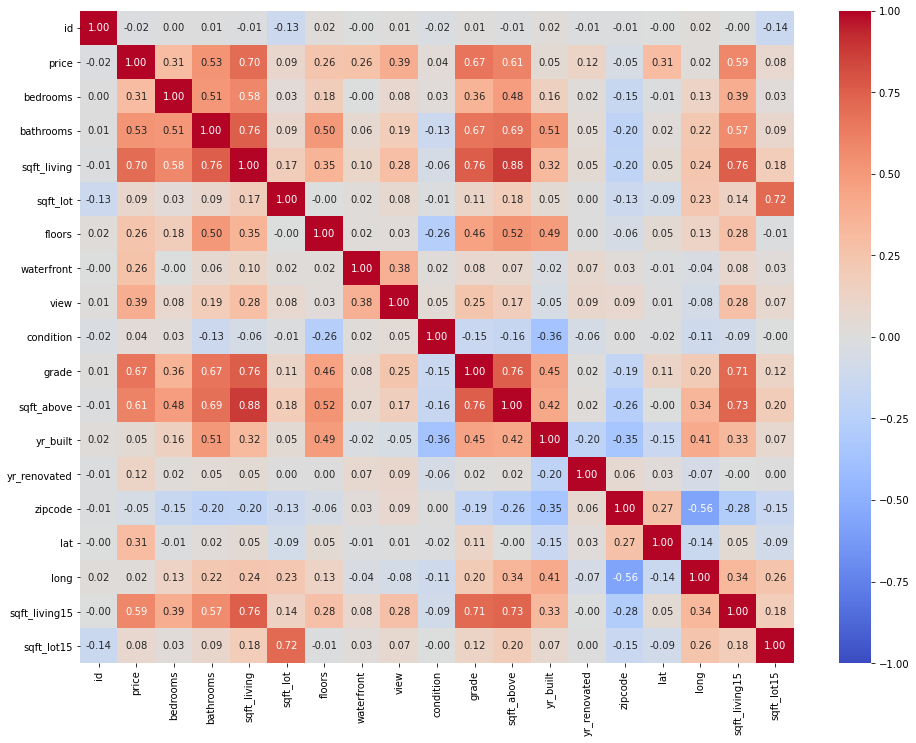 id 1.00 -0.02 0.00 0.01 -0.01 -0.13 0.02 -0.00 0.01 -0.02 0.01 -0.01 0.02 -0.01 -0.01 -0.00 0.02 -0.00 -0.14
price -0.02 1.00 0.31 0.53 0.70 0.09 0.26 0.26 0.39 0.04 0.67 0.61 0.05 0.12 -0.05 0.31 0.02 0.59 0.08
bedrooms 0.00 0.31 1.00 0.51 0.58 0.03 0.18 -0.00 0.08 0.03 0.36 0.48 0.16 0.02 -0.15 -0.01 0.13 0.39 0.03
bathrooms 0.01 0.53 0.51 1.00 0.76 0.09 0.50 0.06 0.19 -0.13 0.67 0.69 0.51 0.05 -0.20 0.02 0.22 0.57 0.09
sqft_living -0.01 0.70 0.58 0.76 1.00 0.17 0.35 0.10 0.28 -0.06 0.76 0.88 0.32 0.05 -0.20 0.05 0.24 0.76 0.18
sqft_lot -0.13 0.09 0.03 0.09 0.17 1.00 -0.00 0.02 0.08 -0.01 0.11 0.18 0.05 0.00 -0.13 -0.09 0.23 0.14 0.72
floors 0.02 0.26 0.18 0.50 0.35 -0.00 1.00 0.02 0.03 -0.26 0.46 0.52 0.49 0.00 -0.06 0.05 0.13 0.28 -0.01
waterfront -0.00 0.26 -0.00 0.06 0.10 0.02 0.02 1.00 0.38 0.02 0.08 0.07 -0.02 0.07 0.03 -0.01 -0.04 0.08 0.03
view 0.01 0.39 0.08 0.19 0.28 0.08 0.03 0.38 1.00 0.05 0.25 0.17 -0.05 0.09 0.09 0.01 -0.08 0.28 0.07
condition -0.02 0.04 0.03 -0.13 -0.06 -0.01 -0.26 0.02 0.05 1.00 -0.15 -0.16 -0.36 -0.06 0.00 -0.02 -0.11 -0.09 -0.00
grade 0.01 0.67 0.36 0.67 0.76 0.11 0.46 0.08 0.25 -0.15 1.00 0.76 0.45 0.02 -0.19 0.11 0.20 0.71 0.12
sqft_above -0.01 0.61 0.48 0.69 0.88 0.18 0.52 0.07 0.17 -0.16 0.76 1.00 0.42 0.02 -0.26 -0.00 0.34 0.73 0.20
yr_built 0.02 0.05 0.16 0.51 0.32 0.05 0.49 -0.02 -0.05 -0.36 0.45 0.42 1.00 -0.20 -0.35 -0.15 0.41 0.33 0.07
yr_renovated -0.01 0.12 0.02 0.05 0.05 0.00 0.00 0.07 0.09 -0.06 0.02 0.02 -0.20 1.00 0.06 0.03 -0.07 -0.00 0.00
zipcode -0.01 -0.05 -0.15 -0.20 -0.20 -0.13 -0.06 0.03 0.09 0.00 -0.19 -0.26 -0.35 0.06 1.00 0.27 -0.56 -0.28 -0.15
lat -0.00 0.31 -0.01 0.02 0.05 -0.09 0.05 -0.01 0.01 -0.02 0.11 -0.00 -0.15 0.03 0.27 1.00 -0.14 0.05 -0.09
long 0.02 0.02 0.13 0.22 0.24 0.23 0.13 -0.04 -0.08 -0.11 0.20 0.34 0.41 -0.07 -0.56 -0.14 1.00 0.34 0.26
sqft_living15 -0.00 0.59 0.39 0.57 0.76 0.14 0.28 0.08 0.28 -0.09 0.71 0.73 0.33 -0.00 -0.28 0.05 0.34 1.00 0.18
sqft_lot15 -0.14 0.08 0.03 0.09 0.18 0.72 -0.01 0.03 0.07 -0.00 0.12 0.20 0.07 0.00 -0.15 -0.09 0.26 0.18 1.00
id price bedrooms bathrooms sqft_living sqft_lot floors waterfront view condition grade sqft_above yr_built yr_renovated zipcode lat long sqft_living15 sqft_lot15
1.00
0.75
0.50
0.25
0.00
-0.25
-0.50
-0.75
-1.00